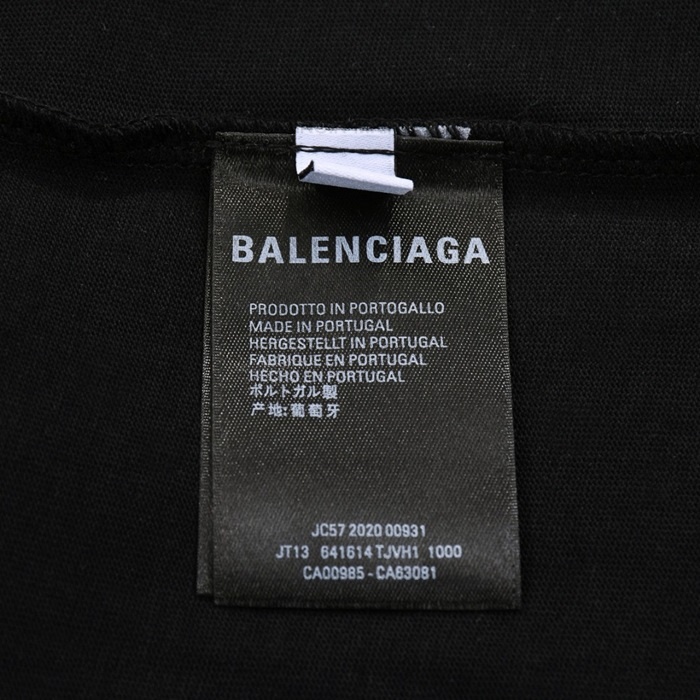 BALENCIAGA
PRODOTTO IN PORTOGALLO
MADE IN PORTUGAL
HERGESTELLT IN PORTUGAL
FABRIQUE EN PORTUGAL
HECHO EN PORTUGAL
ポルトガル製
产地:葡萄牙
JC57 2020 00931
JT13 641614 TJVH1 1000
CA00985 - CA63081